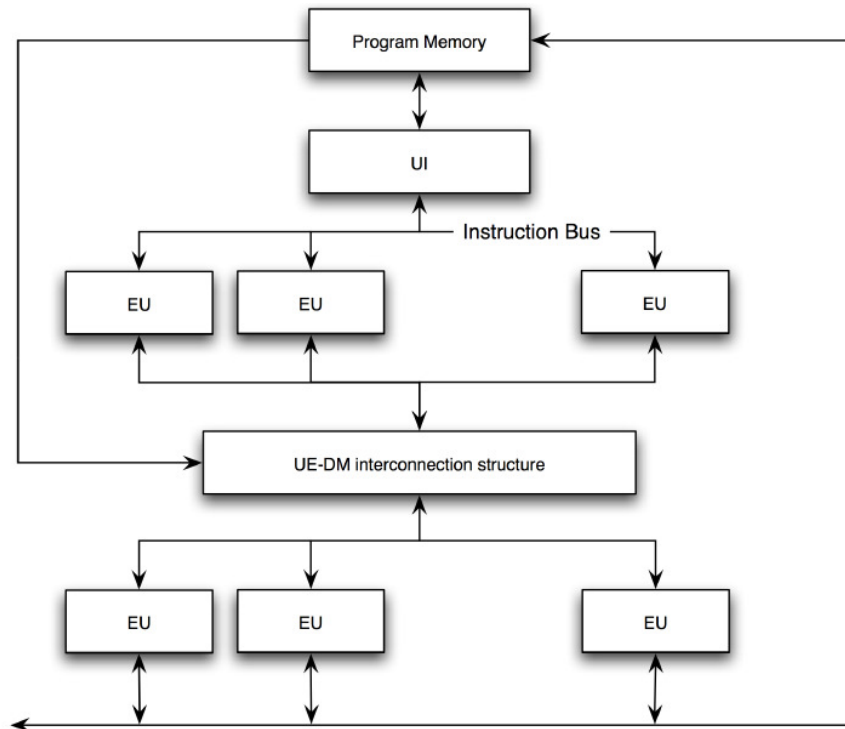 Program Memory
UI
Instruction Bus
EU
EU
EU
UE-DM interconnection structure
EU
EU
EU